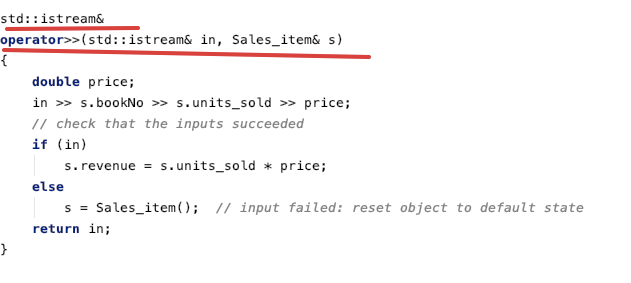 std::istream&
operator>>(std::istream& in, Sales_item& s)
{
    double price;
    in >> s.bookNo >> s.units_sold >> price;
    // check that the inputs succeeded
    if (in)
        s.revenue = s.units_sold * price;
    else
        s = Sales_item();  // input failed: reset object to default state
    return in;
}